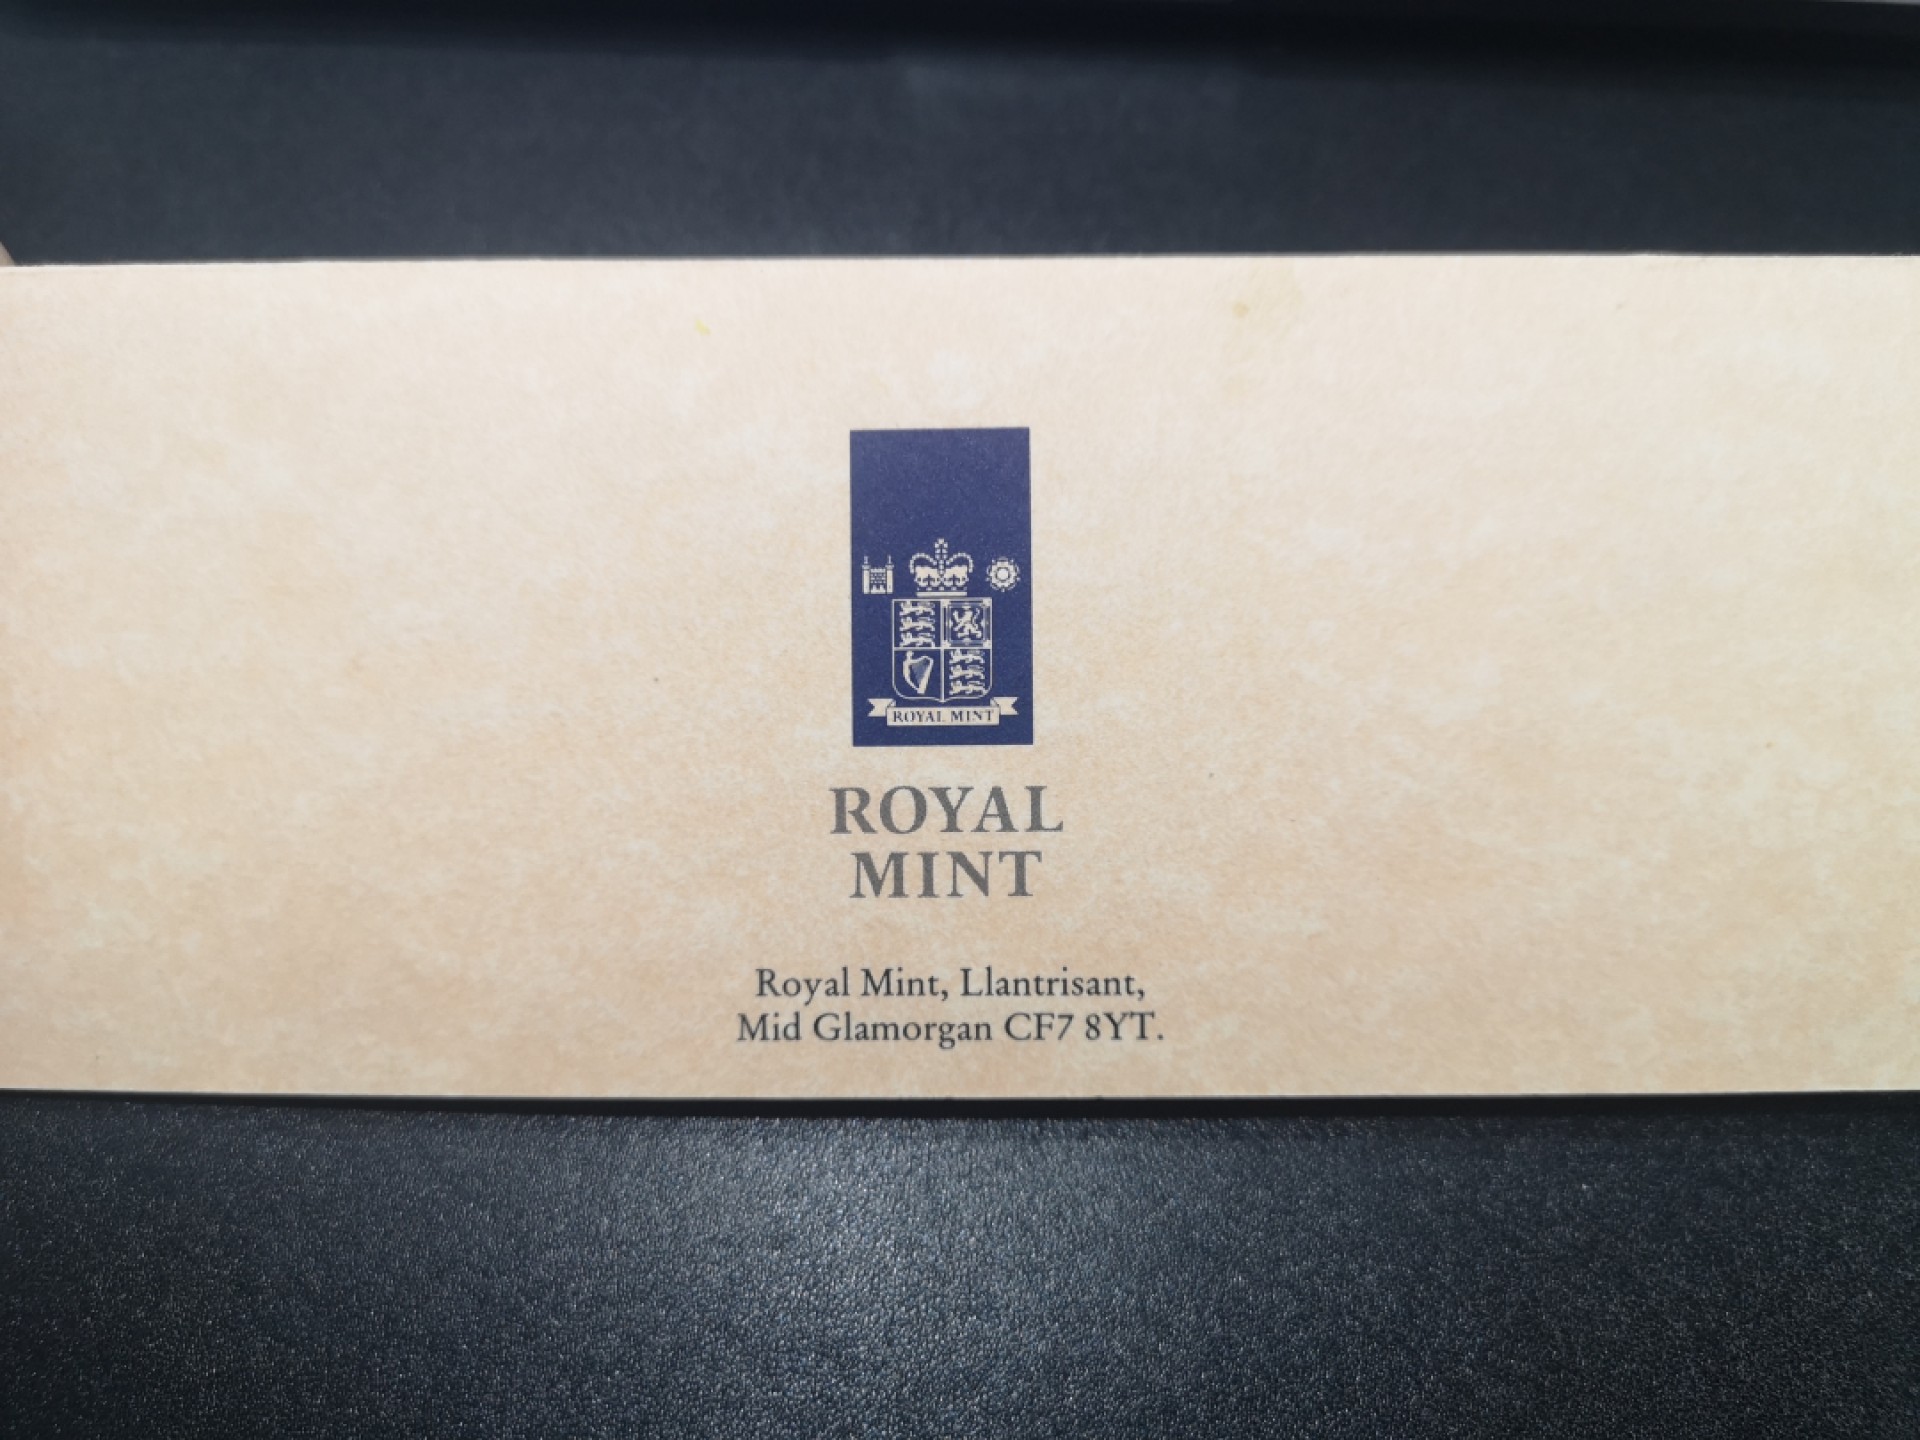 ROYAL MINT
ROYAL
MINT
Royal Mint, Llantrisant,
Mid Glamorgan CF7 8YT.